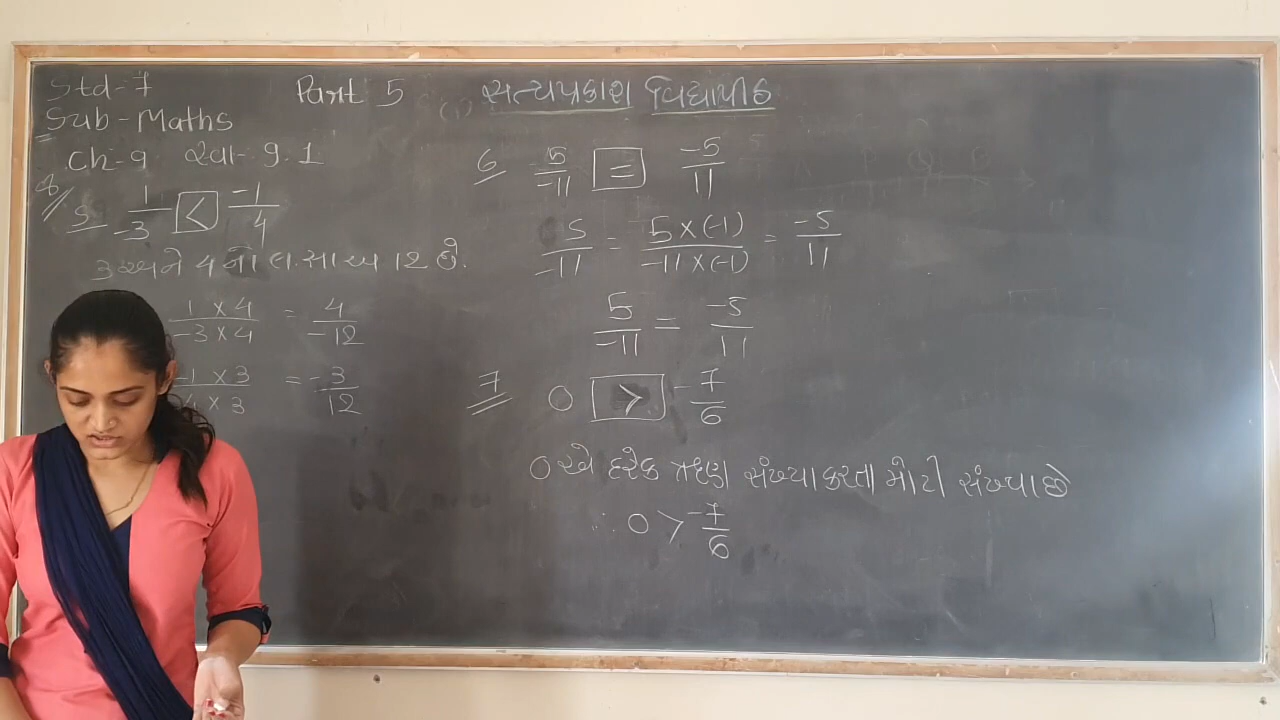 Std-7 Part 5 સત્યપ્રકાશ વિદ્યાપીઠ
Sub-Maths
Ch-9 સ્વા-9.1
8/ 5 1/-3 < -1/4
3 અને 4 નો લ.સા.અ 12 છે.
1×4/-3×4 = 4/-12
-1×3/4×3 = -3/12
6 5/-11 = -5/11
5/-11 = 5×(-1)/-11×(-1) = -5/11
5/-11 = -5/11
7 0 > -7/6
0 એ દરેક ઋણ સંખ્યા કરતા મોટી સંખ્યા છે
∴ 0 > -7/6